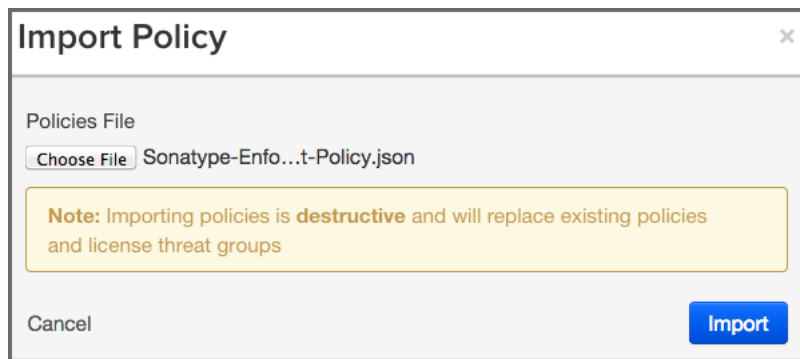 Import Policy ×
Policies File
Choose File Sonatype-Enfo...t-Policy.json
Note: Importing policies is destructive and will replace existing policies
and license threat groups
Cancel Import